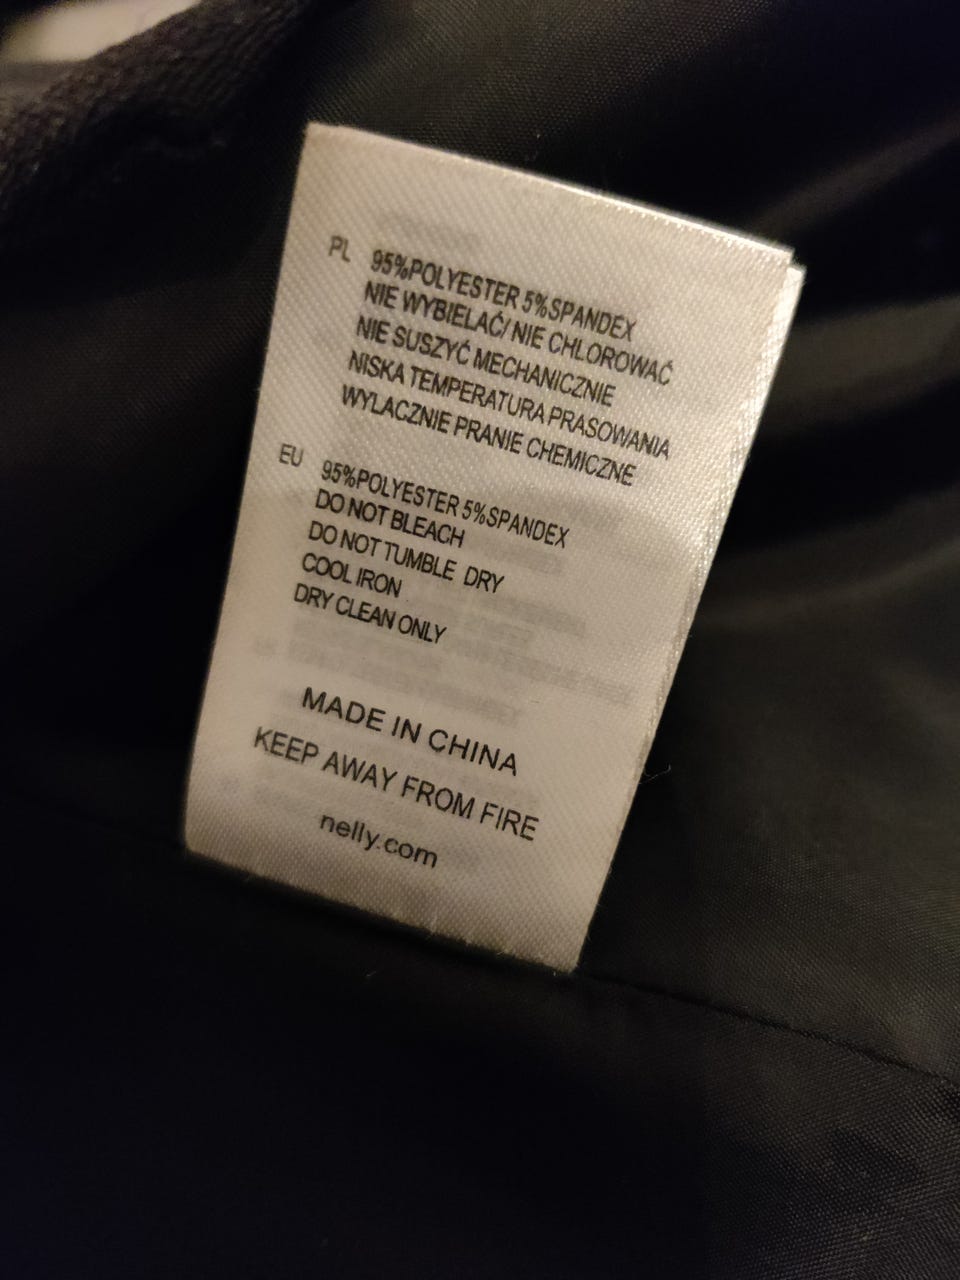 PL 95%POLYESTER 5%SPANDEX
NIE WYBIELAĆ/ NIE CHLOROWAĆ
NIE SUSZYĆ MECHANICZNIE
NISKA TEMPERATURA PRASOWANIA
WYLACZNIE PRANIE CHEMICZNE
EU 95%POLYESTER 5%SPANDEX
DO NOT BLEACH
DO NOT TUMBLE DRY
COOL IRON
DRY CLEAN ONLY
MADE IN CHINA
KEEP AWAY FROM FIRE
nelly.com